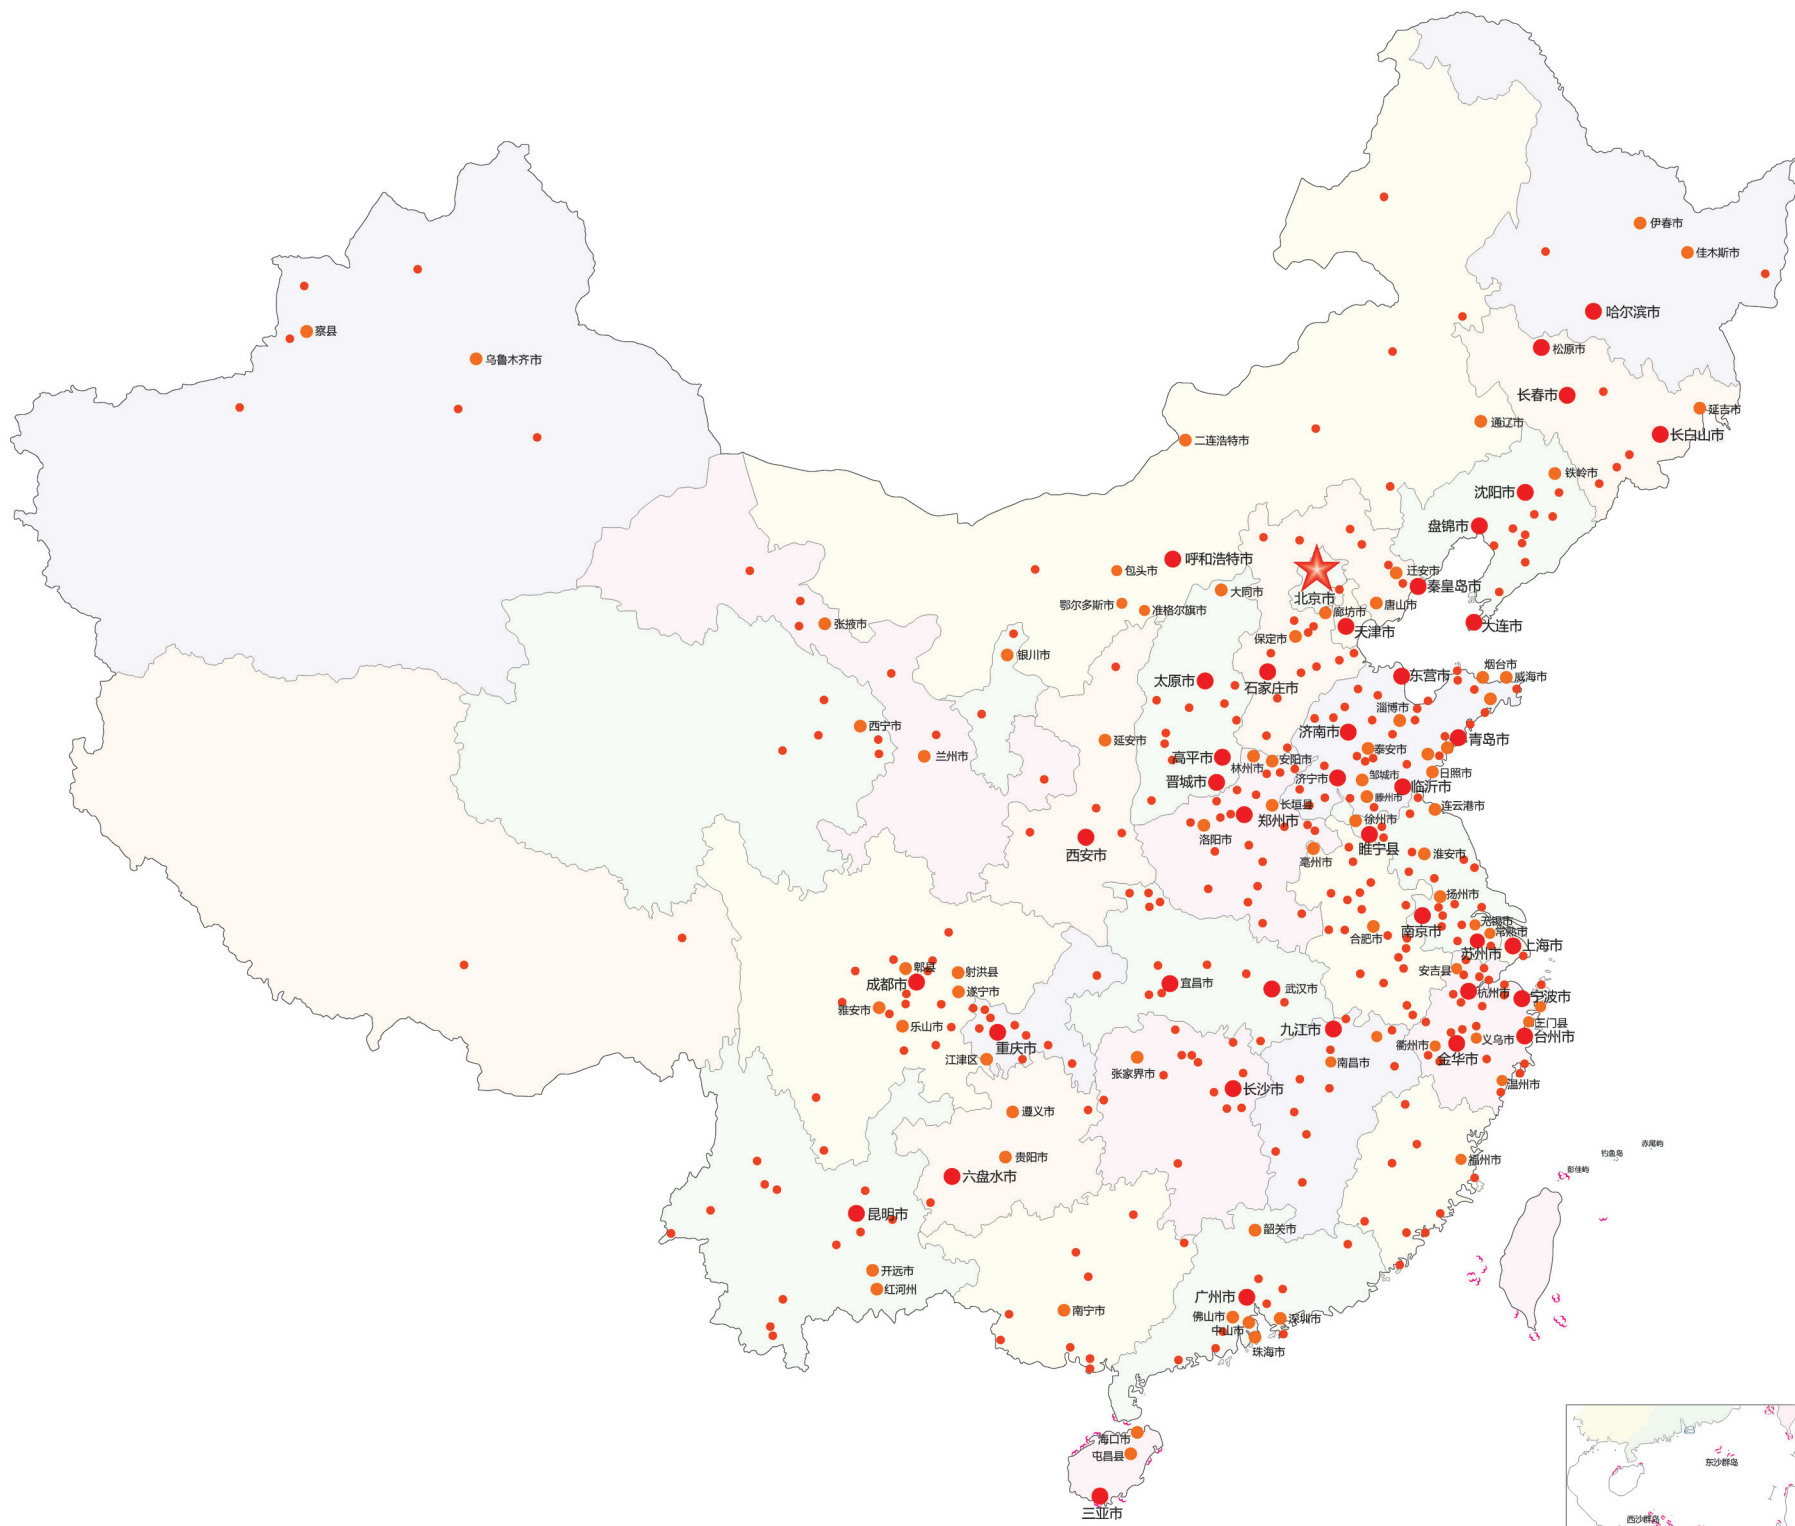 伊春市
佳木斯市
哈尔滨市
察县
松原市
乌鲁木齐市
长春市
延吉市
通辽市
长白山市
二连浩特市
铁岭市
沈阳市
盘锦市
呼和浩特市
包头市
迁安市
秦皇岛市
大同市
北京市
鄂尔多斯市
准格尔旗市
唐山市
廊坊市
张掖市
天津市
大连市
保定市
银川市
烟台市
威海市
东营市
太原市
石家庄市
淄博市
西宁市
济南市
青岛市
延安市
泰安市
兰州市
高平市
林州市
安阳市
日照市
晋城市
济宁市
邹城市
临沂市
滕州市
长垣县
连云港市
郑州市
徐州市
洛阳市
睢宁县
西安市
亳州市
淮安市
扬州市
南京市
无锡市
常熟市
合肥市
苏州市
上海市
郫县
射洪县
安吉县
成都市
宜昌市
武汉市
遂宁市
杭州市
宁波市
雅安市
三门县
乐山市
九江市
义乌市
台州市
重庆市
衢州市
金华市
江津区
南昌市
张家界市
温州市
长沙市
遵义市
赤尾屿
钓鱼岛
贵阳市
福州市
彭佳屿
六盘水市
昆明市
韶关市
开远市
红河州
广州市
南宁市
佛山市
深圳市
中山市
珠海市
海口市
屯昌县
东沙群岛
三亚市
西沙群岛